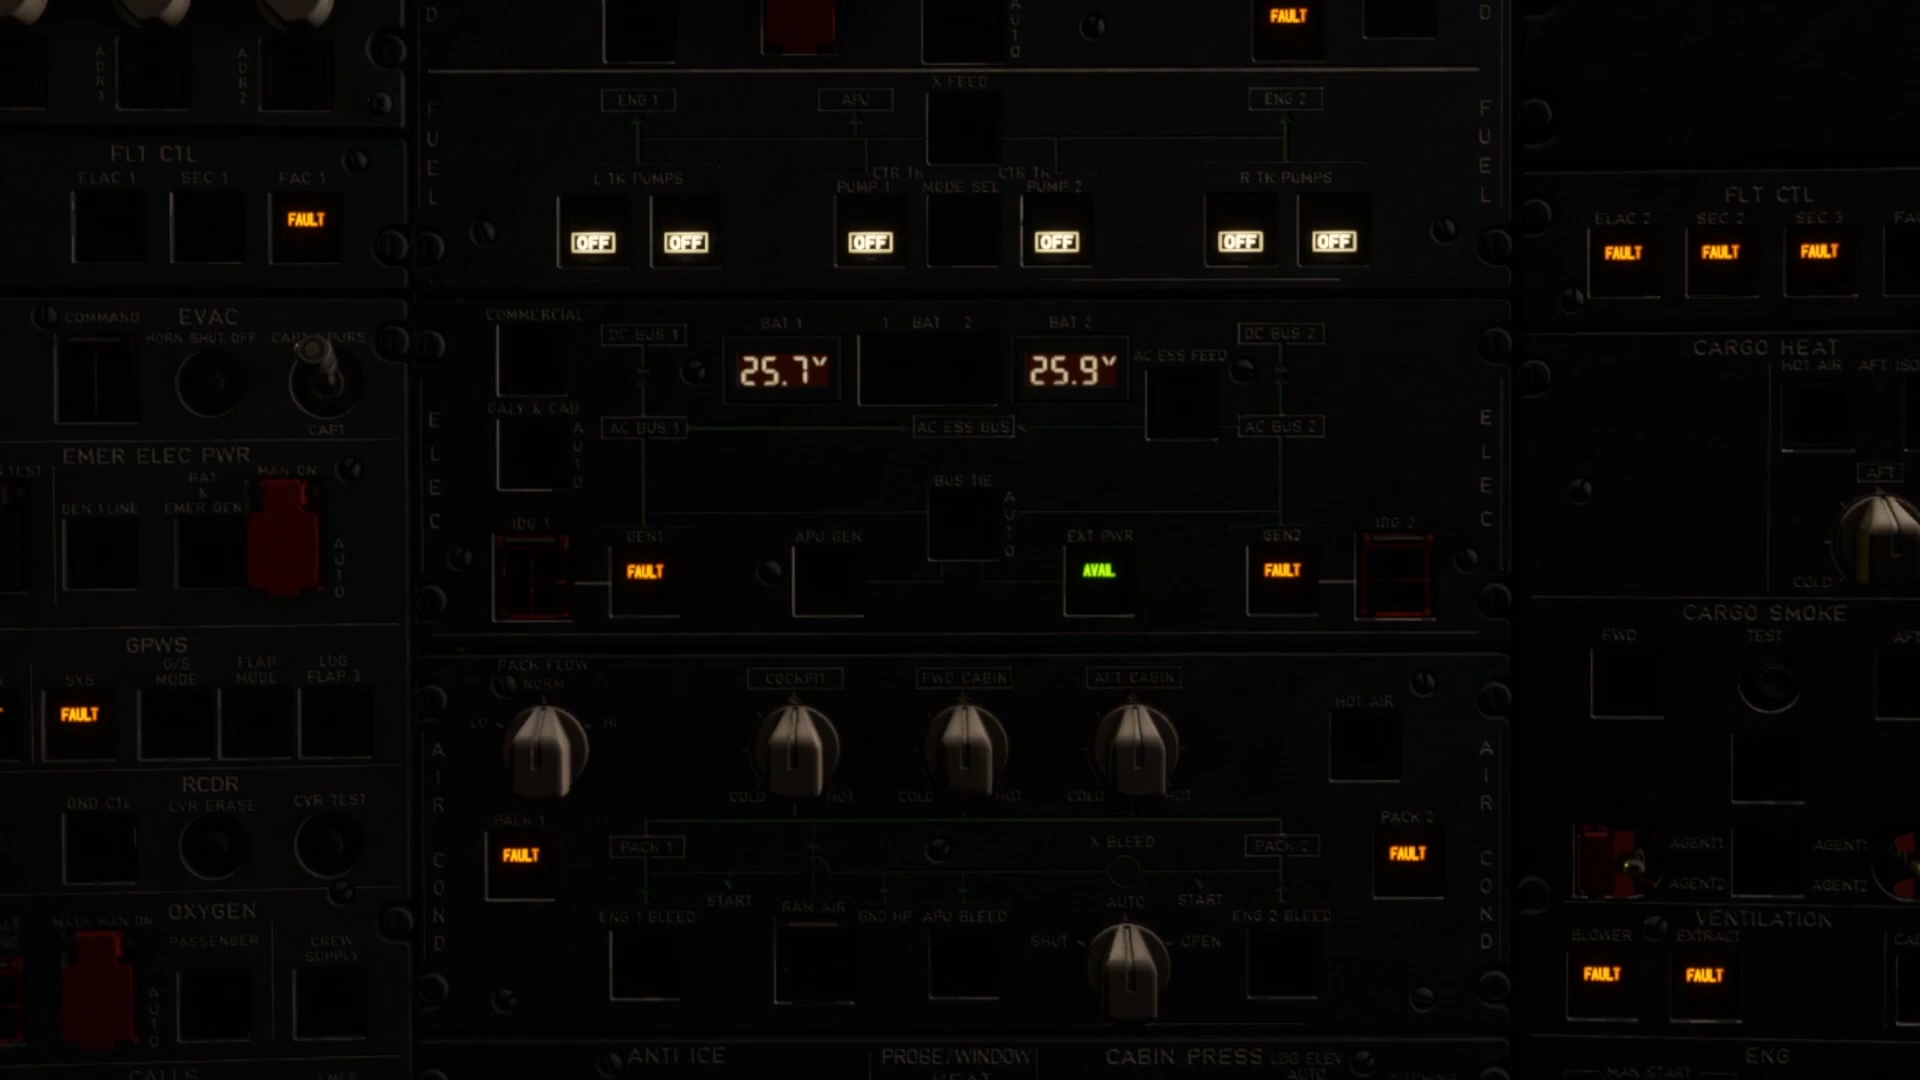 D
AUTO
FAULT
D
ADR3
ADR2
X FEED
FUEL
ENG 1
APU
ENG 2
FUEL
FLT CTL
ELAC 1
SEC 1
FAC 1
FAULT
L TK PUMPS
CTR TK
PUMP 1
MODE SEL
CTR TK
PUMP 2
R TK PUMPS
OFF
OFF
OFF
OFF
OFF
OFF
FLT CTL
ELAC 2
SEC 2
SEC 3
FAULT
FAULT
FAULT
COMMAND
EVAC
HORN SHUT OFF
CAPT & PURS
CAPT
COMMERCIAL
DC BUS 1
BAT 1
1 BAT 2
BAT 2
DC BUS 2
25.7V
25.9V
AC ESS FEED
GALY & CAB
AUTO
AC BUS 1
AC ESS BUS
AC BUS 2
ELEC
ELEC
BUS TIE
AUTO
IDG 1
GEN1
FAULT
APU GEN
EXT PWR
AVAIL
GEN2
FAULT
IDG 2
CARGO HEAT
HOT AIR
AFT
COLD
EMER ELEC PWR
TEST
GEN 1 LINE
RAT
&
EMER GEN
MAN ON
AUTO
GPWS
SYS
G/S
MODE
FLAP
MODE
LDG
FLAP 3
FAULT
RCDR
GND CTL
CVR ERASE
CVR TEST
PACK FLOW
NORM
LO
HI
COCKPIT
FWD CABIN
AFT CABIN
HOT AIR
COLD
HOT
COLD
HOT
COLD
HOT
AIR COND
AIR COND
PACK 1
FAULT
PACK 1
X BLEED
PACK 2
PACK 2
FAULT
START
START
ENG 1 BLEED
RAM AIR
GND HP
APU BLEED
AUTO
ENG 2 BLEED
SHUT
OPEN
CARGO SMOKE
FWD
TEST
AGENT1
AGENT2
AGENT1
AGENT2
VENTILATION
BLOWER
EXTRACT
FAULT
FAULT
OXYGEN
MASK MAN ON
PASSENGER
CREW
SUPPLY
AUTO
CALLS
ANTI ICE
PROBE/WINDOW
HEAT
CABIN PRESS
LDG ELEV
AUTO
ENG
MAN START